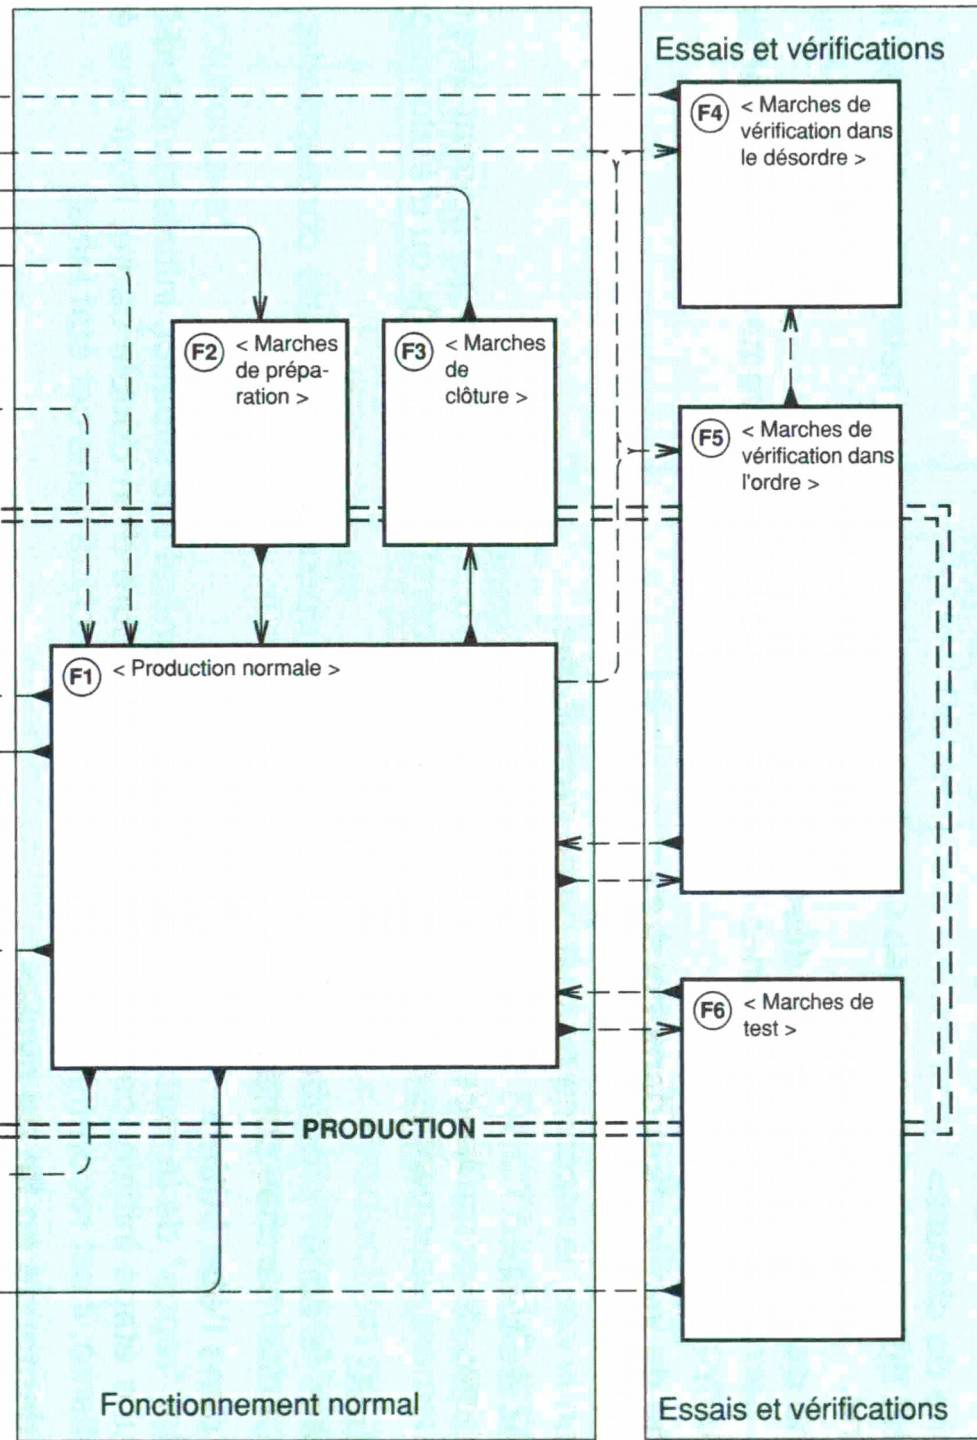 Essais et vérifications
F4
< Marches de
vérification dans
le désordre >
F2
< Marches
de prépa-
ration >
F3
< Marches
de
clôture >
F5
< Marches de
vérification dans
l'ordre >
F1
< Production normale >
F6
< Marches de
test >
PRODUCTION
Fonctionnement normal
Essais et vérifications